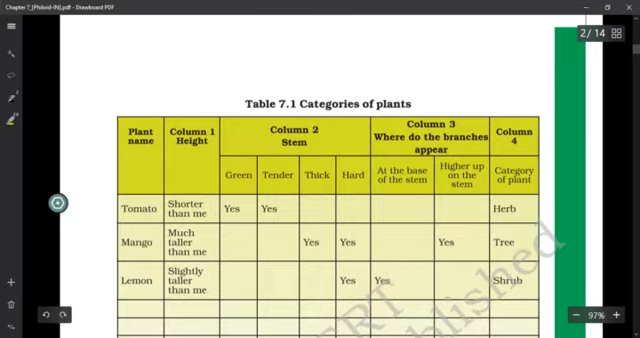 Chapter 7_[Philoid-IN].pdf - Drawboard PDF
2 / 14
Table 7.1 Categories of plants
Plant name
Column 1 Height
Column 2 Stem
Column 3 Where do the branches appear
Column 4
Green Tender Thick Hard At the base of the stem Higher up on the stem Category of plant
Tomato Shorter than me Yes Yes Herb
Mango Much taller than me Yes Yes Yes Tree
Lemon Slightly taller than me Yes Yes Shrub
97%